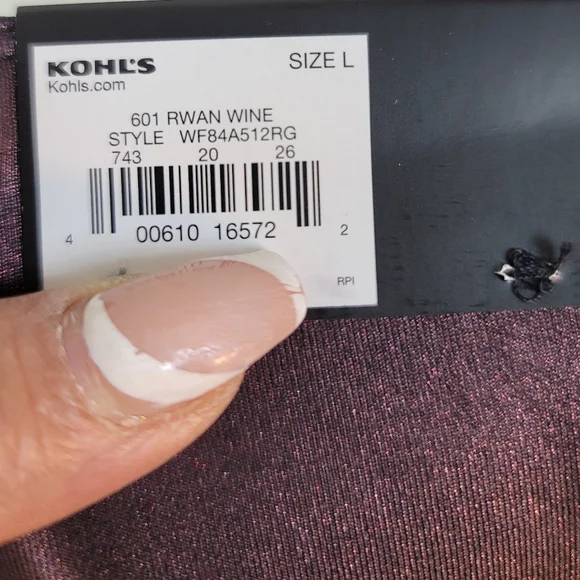 KOHL'S SIZE L
Kohls.com
601 RWAN WINE
STYLE WF84A512RG
743 20 26
4 00610 16572 2
RPI